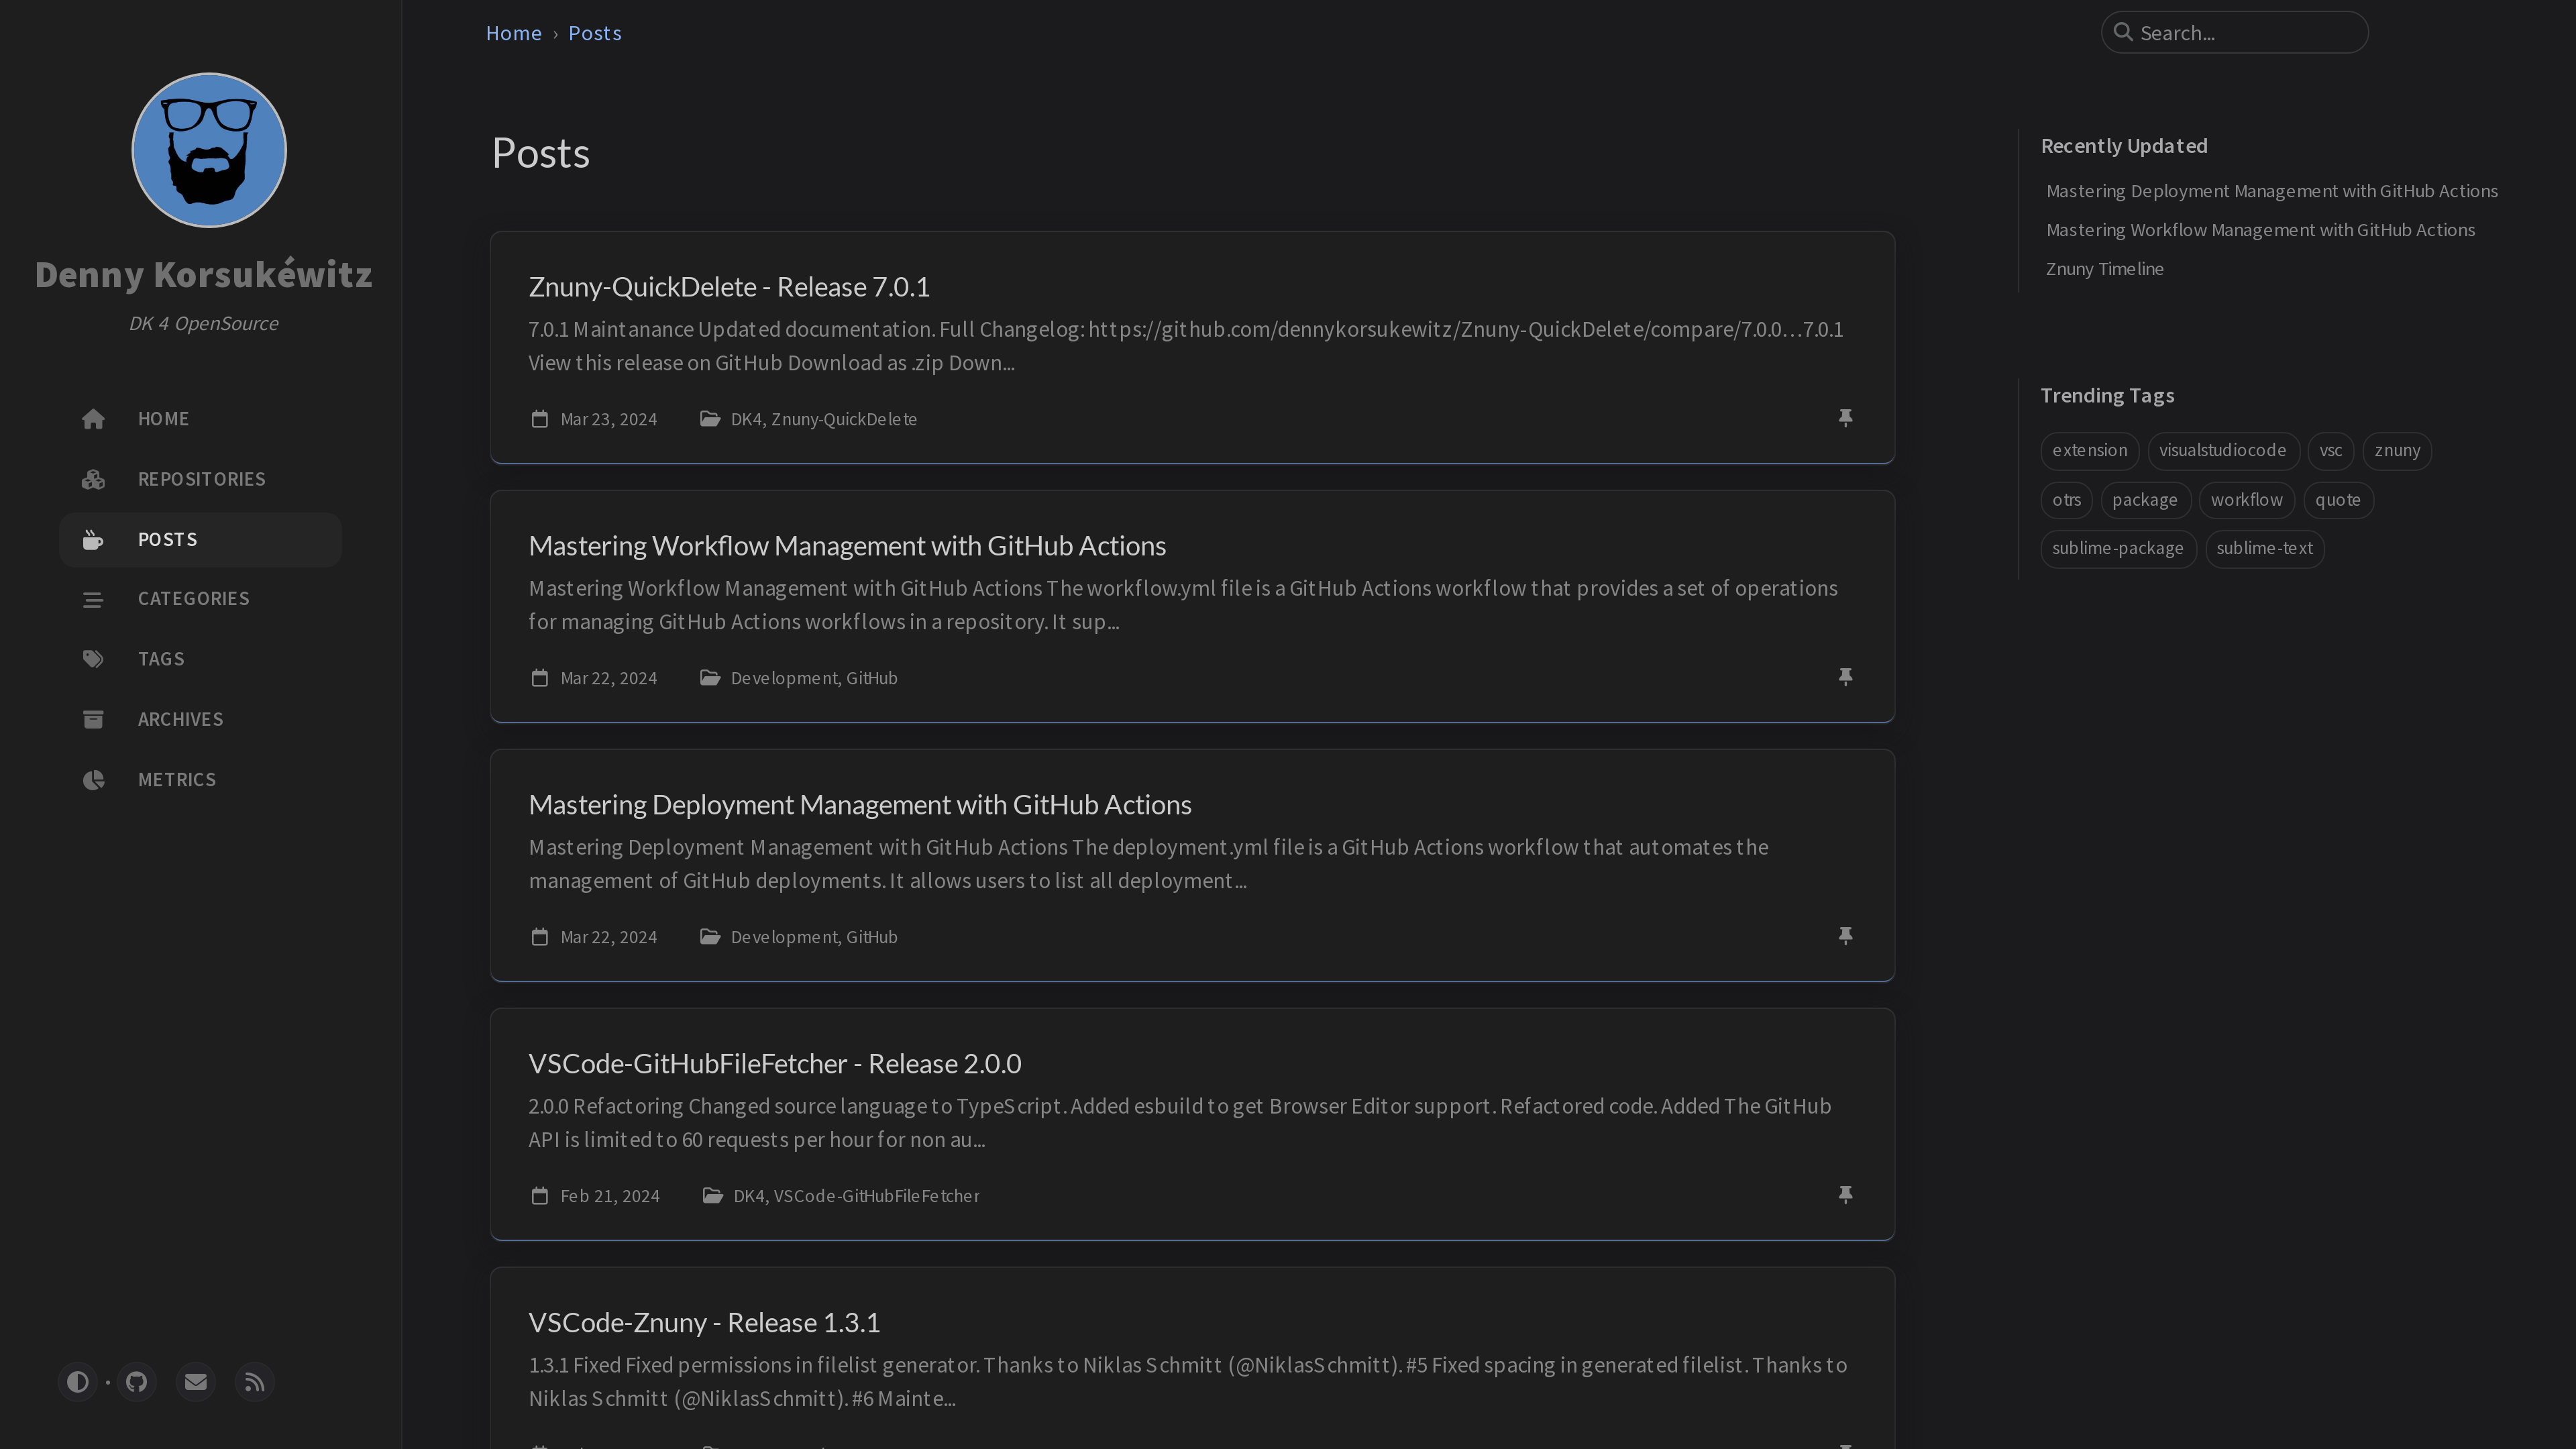 Denny Korsukéwitz
DK 4 OpenSource
HOME
REPOSITORIES
POSTS
CATEGORIES
TAGS
ARCHIVES
METRICS
Home › Posts
Search...
Posts
Znuny-QuickDelete - Release 7.0.1
7.0.1 Maintanance Updated documentation. Full Changelog: https://github.com/dennykorsukewitz/Znuny-QuickDelete/compare/7.0.0…7.0.1
View this release on GitHub Download as .zip Down...
Mar 23, 2024 DK4, Znuny-QuickDelete
Mastering Workflow Management with GitHub Actions
Mastering Workflow Management with GitHub Actions The workflow.yml file is a GitHub Actions workflow that provides a set of operations
for managing GitHub Actions workflows in a repository. It sup...
Mar 22, 2024 Development, GitHub
Mastering Deployment Management with GitHub Actions
Mastering Deployment Management with GitHub Actions The deployment.yml file is a GitHub Actions workflow that automates the
management of GitHub deployments. It allows users to list all deployment...
Mar 22, 2024 Development, GitHub
VSCode-GitHubFileFetcher - Release 2.0.0
2.0.0 Refactoring Changed source language to TypeScript. Added esbuild to get Browser Editor support. Refactored code. Added The GitHub
API is limited to 60 requests per hour for non au...
Feb 21, 2024 DK4, VSCode-GitHubFileFetcher
VSCode-Znuny - Release 1.3.1
1.3.1 Fixed Fixed permissions in filelist generator. Thanks to Niklas Schmitt (@NiklasSchmitt). #5 Fixed spacing in generated filelist. Thanks to
Niklas Schmitt (@NiklasSchmitt). #6 Mainte...
Recently Updated
Mastering Deployment Management with GitHub Actions
Mastering Workflow Management with GitHub Actions
Znuny Timeline
Trending Tags
extension visualstudiocode vsc znuny
otrs package workflow quote
sublime-package sublime-text